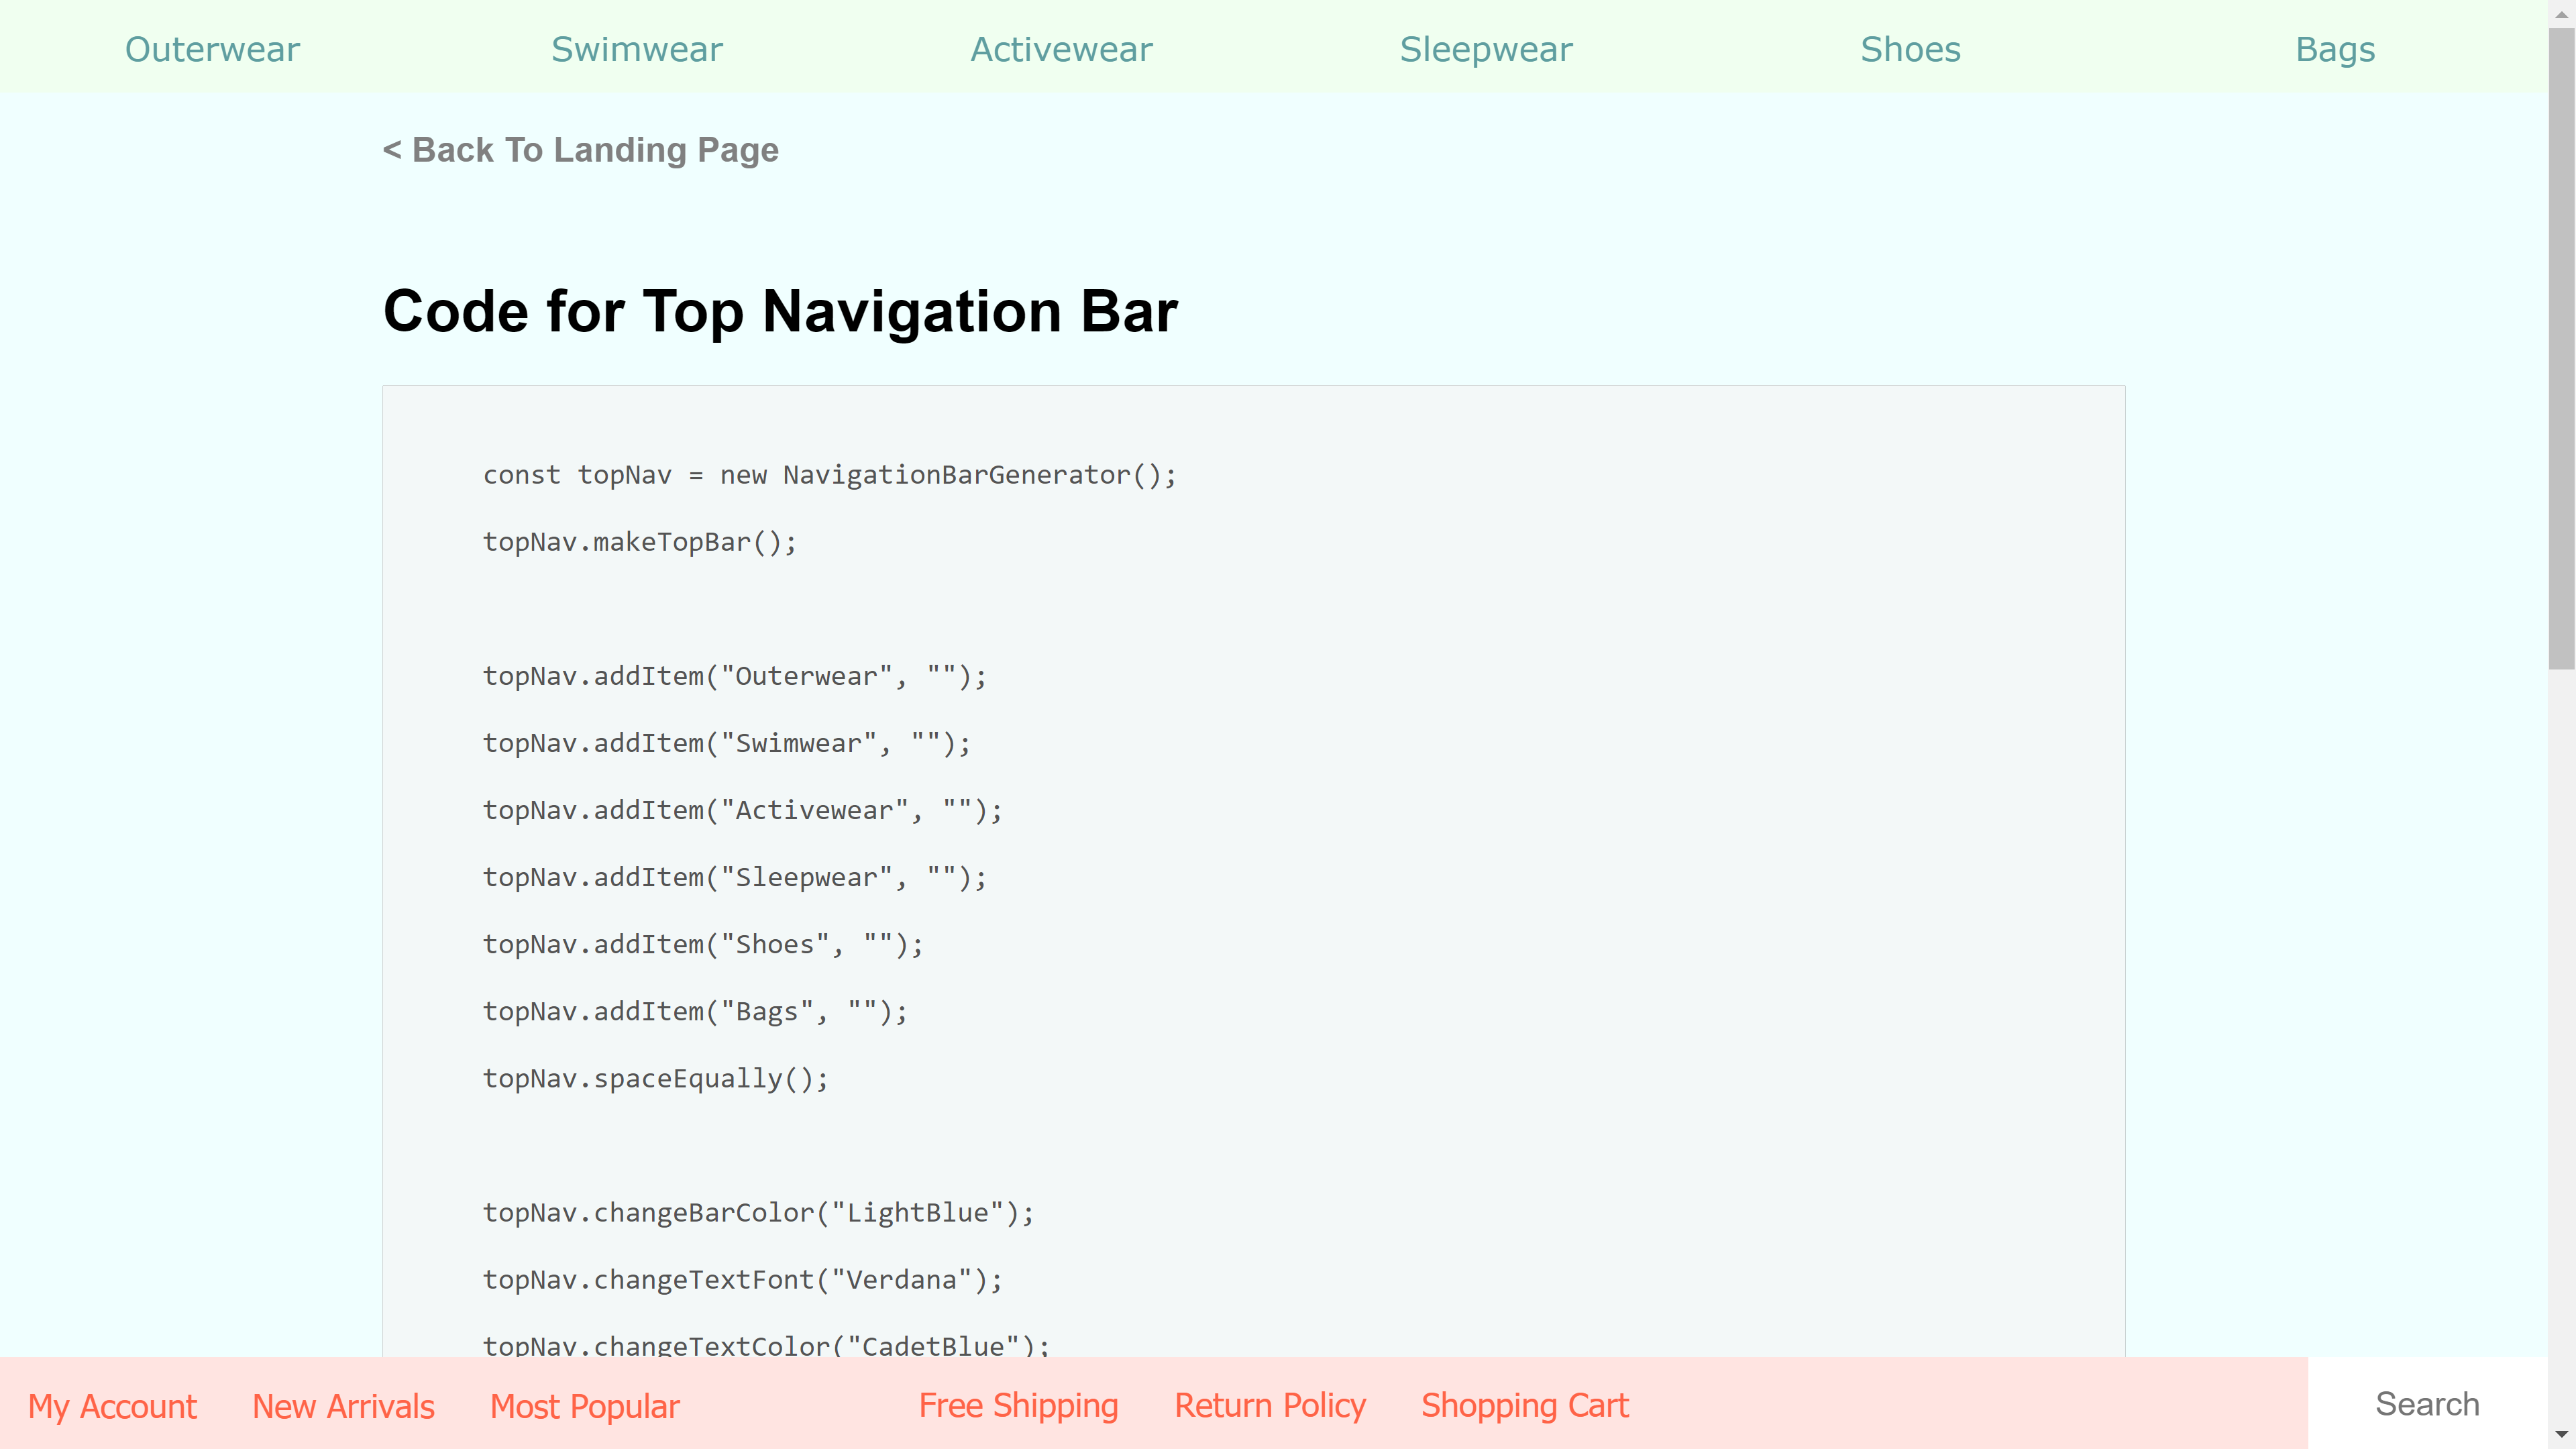 Outerwear Swimwear Activewear Sleepwear Shoes Bags
< Back To Landing Page
Code for Top Navigation Bar
const topNav = new NavigationBarGenerator();
topNav.makeTopBar();
topNav.addItem("Outerwear", "");
topNav.addItem("Swimwear", "");
topNav.addItem("Activewear", "");
topNav.addItem("Sleepwear", "");
topNav.addItem("Shoes", "");
topNav.addItem("Bags", "");
topNav.spaceEqually();
topNav.changeBarColor("LightBlue");
topNav.changeTextFont("Verdana");
topNav.changeTextColor("CadetBlue");
My Account New Arrivals Most Popular Free Shipping Return Policy Shopping Cart Search